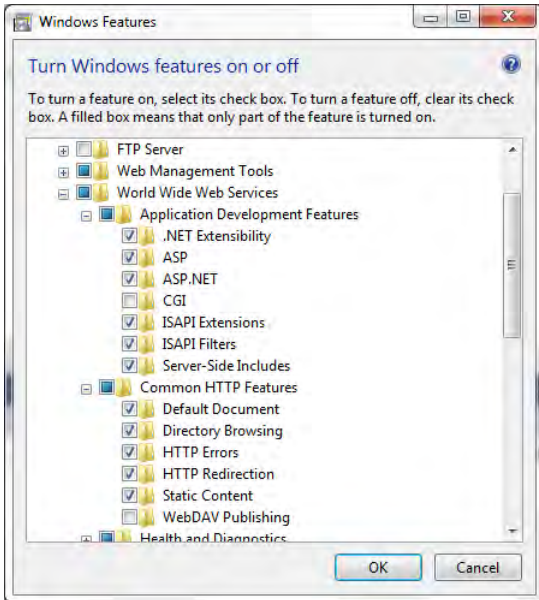 Windows Features
Turn Windows features on or off
To turn a feature on, select its check box. To turn a feature off, clear its check
box. A filled box means that only part of the feature is turned on.
FTP Server
Web Management Tools
World Wide Web Services
Application Development Features
.NET Extensibility
ASP
ASP.NET
CGI
ISAPI Extensions
ISAPI Filters
Server-Side Includes
Common HTTP Features
Default Document
Directory Browsing
HTTP Errors
HTTP Redirection
Static Content
WebDAV Publishing
Health and Diagnostics
OK Cancel